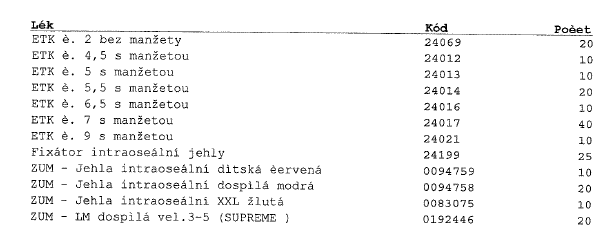 Lék Kód Poèet
ETK è. 2 bez manžety 24069 20
ETK è. 4,5 s manžetou 24012 10
ETK è. 5 s manžetou 24013 10
ETK è. 5,5 s manžetou 24014 20
ETK è. 6,5 s manžetou 24016 10
ETK è. 7 s manžetou 24017 40
ETK è. 9 s manžetou 24021 10
Fixátor intraoseální jehly 24199 25
ZUM - Jehla intraoseální dìtská èervená 0094759 10
ZUM - Jehla intraoseální dospilá modrá 0094758 20
ZUM - Jehla intraoseální XXL žlutá 0083075 10
ZUM - LM dospilá vel.3-5 (SUPREME ) 0192446 20